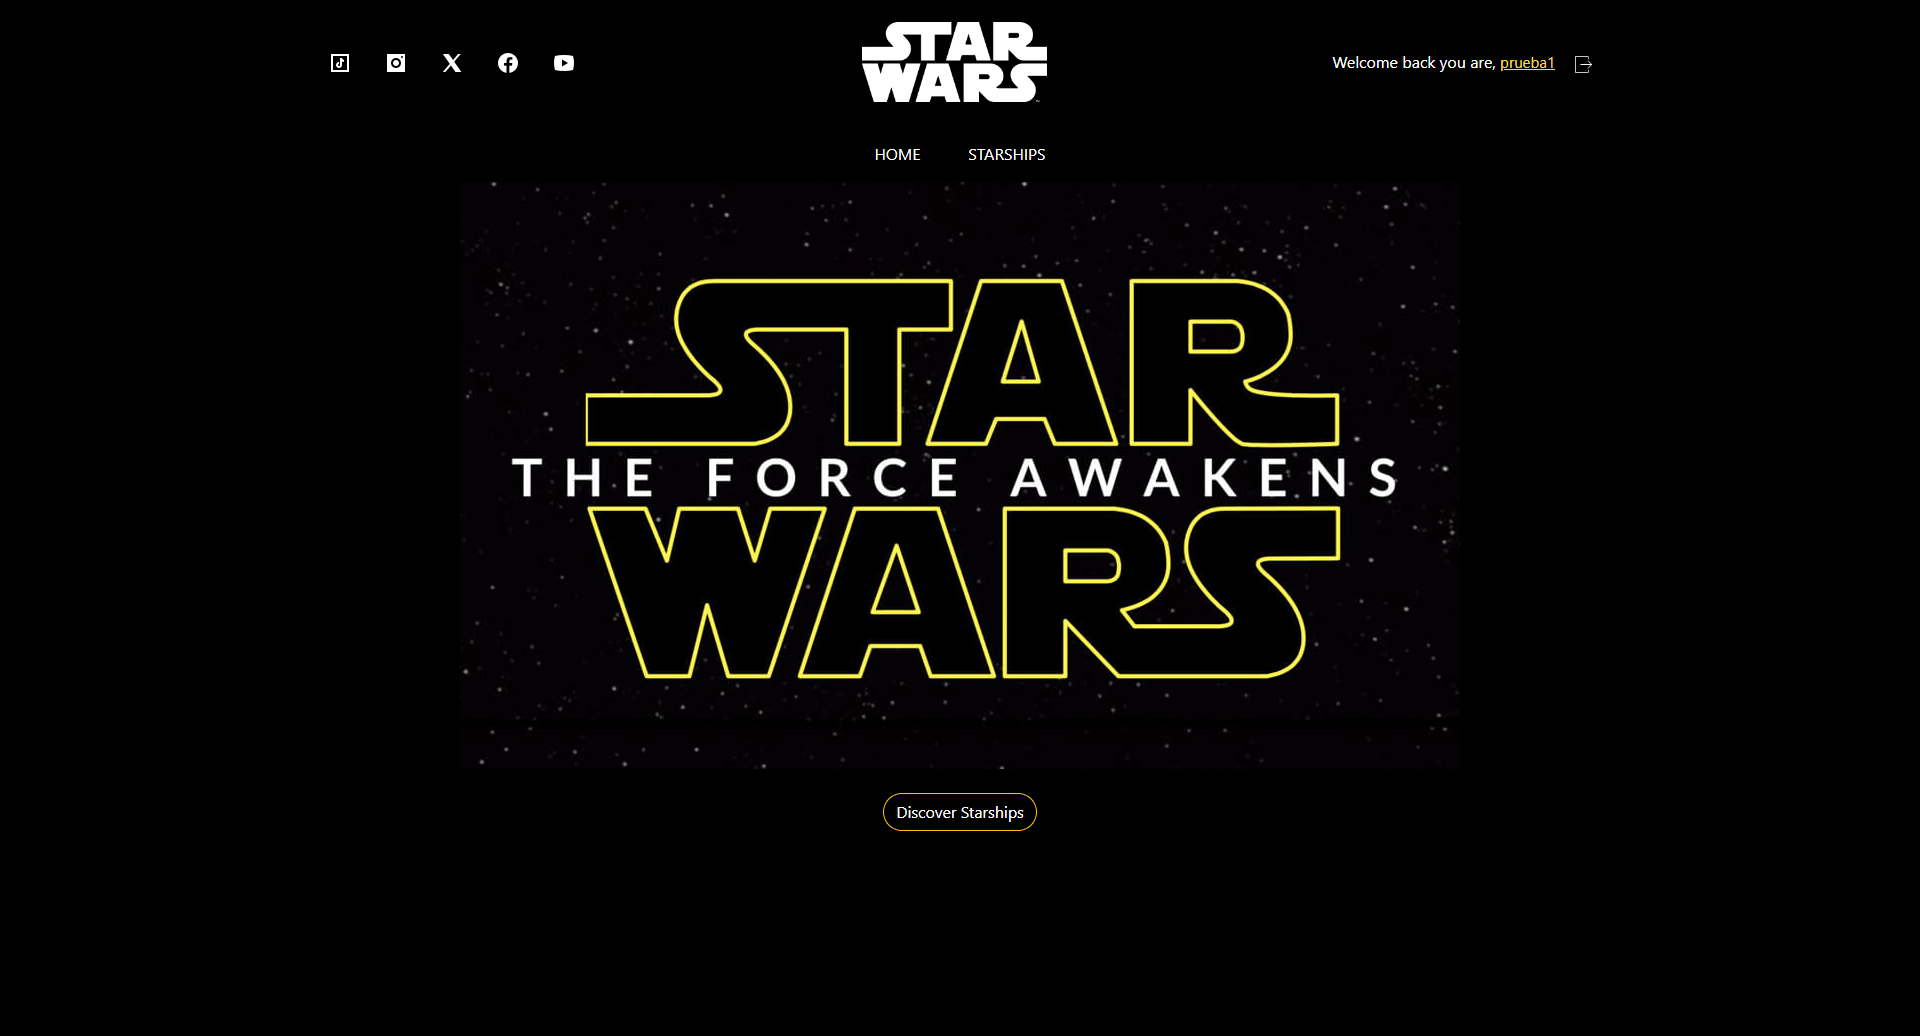 STAR
WARS
Welcome back you are, prueba1
HOME STARSHIPS
STAR
THE FORCE AWAKENS
WARS
Discover Starships